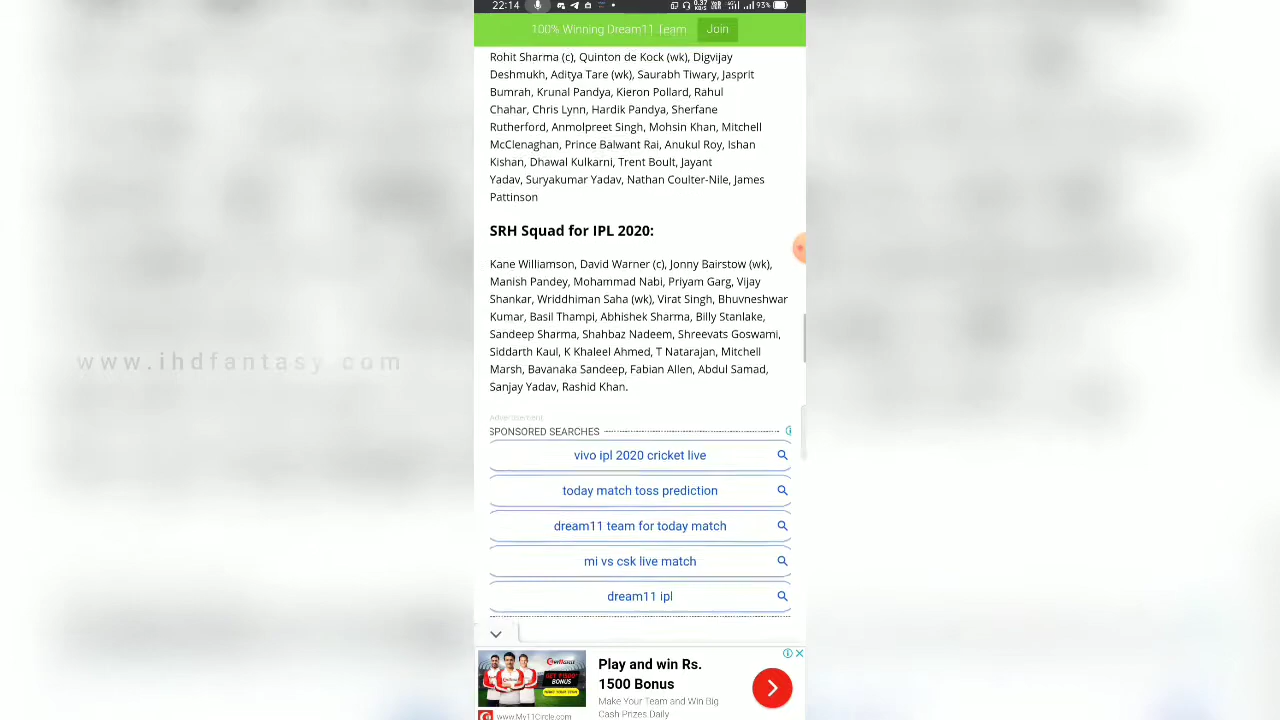 22:14
0.37
KB/S
93%
100% Winning Dream11 Team
Join
Rohit Sharma (c), Quinton de Kock (wk), Digvijay
Deshmukh, Aditya Tare (wk), Saurabh Tiwary, Jasprit
Bumrah, Krunal Pandya, Kieron Pollard, Rahul
Chahar, Chris Lynn, Hardik Pandya, Sherfane
Rutherford, Anmolpreet Singh, Mohsin Khan, Mitchell
McClenaghan, Prince Balwant Rai, Anukul Roy, Ishan
Kishan, Dhawal Kulkarni, Trent Boult, Jayant
Yadav, Suryakumar Yadav, Nathan Coulter-Nile, James
Pattinson
SRH Squad for IPL 2020:
Kane Williamson, David Warner (c), Jonny Bairstow (wk),
Manish Pandey, Mohammad Nabi, Priyam Garg, Vijay
Shankar, Wriddhiman Saha (wk), Virat Singh, Bhuvneshwar
Kumar, Basil Thampi, Abhishek Sharma, Billy Stanlake,
Sandeep Sharma, Shahbaz Nadeem, Shreevats Goswami,
Siddarth Kaul, K Khaleel Ahmed, T Natarajan, Mitchell
Marsh, Bavanaka Sandeep, Fabian Allen, Abdul Samad,
Sanjay Yadav, Rashid Khan.
www.ihdfantasy.com
Advertisement
SPONSORED SEARCHES
vivo ipl 2020 cricket live
today match toss prediction
dream11 team for today match
mi vs csk live match
dream11 ipl
Play and win Rs.
1500 Bonus
Make Your Team and Win Big
Cash Prizes Daily
www.My11Circle.com